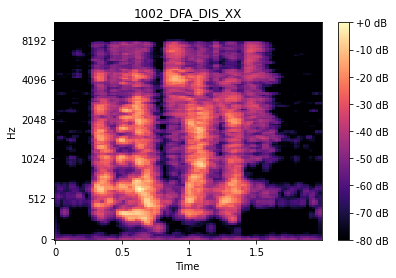 1002_DFA_DIS_XX
8192
4096
2048
1024
512
0
Hz
0
0.5
1
1.5
Time
+0 dB
-10 dB
-20 dB
-30 dB
-40 dB
-50 dB
-60 dB
-70 dB
-80 dB